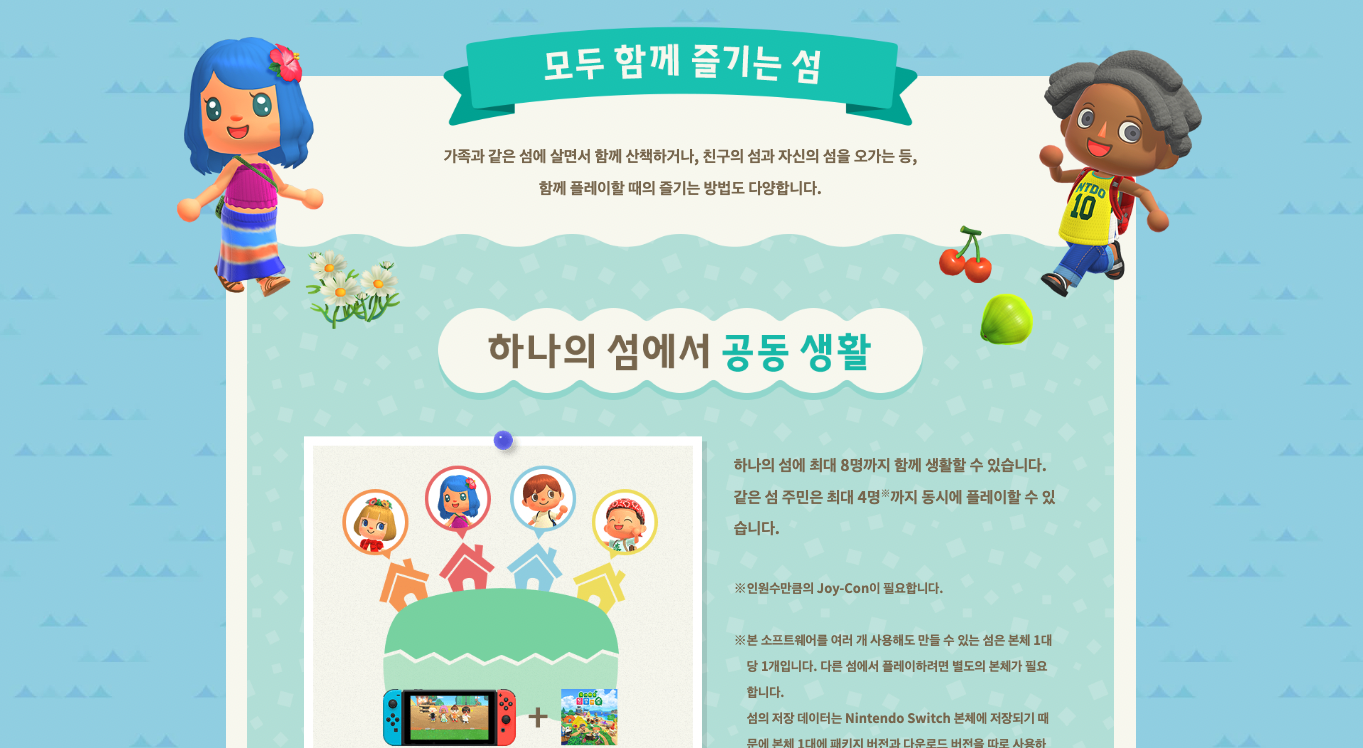 모두 함께 즐기는 섬
가족과 같은 섬에 살면서 함께 산책하거나, 친구의 섬과 자신의 섬을 오가는 등,
함께 플레이할 때의 즐기는 방법도 다양합니다.
NTDO
10
하나의 섬에서 공동 생활
하나의 섬에 최대 8명까지 함께 생활할 수 있습니다.
같은 섬 주민은 최대 4명※까지 동시에 플레이할 수 있
습니다.
※인원수만큼의 Joy-Con이 필요합니다.
※본 소프트웨어를 여러 개 사용해도 만들 수 있는 섬은 본체 1대
당 1개입니다. 다른 섬에서 플레이하려면 별도의 본체가 필요
합니다.
섬의 저장 데이터는 Nintendo Switch 본체에 저장되기 때
문에 본체 1대에 패키지 버전과 다운로드 버전을 따로 사용하
+